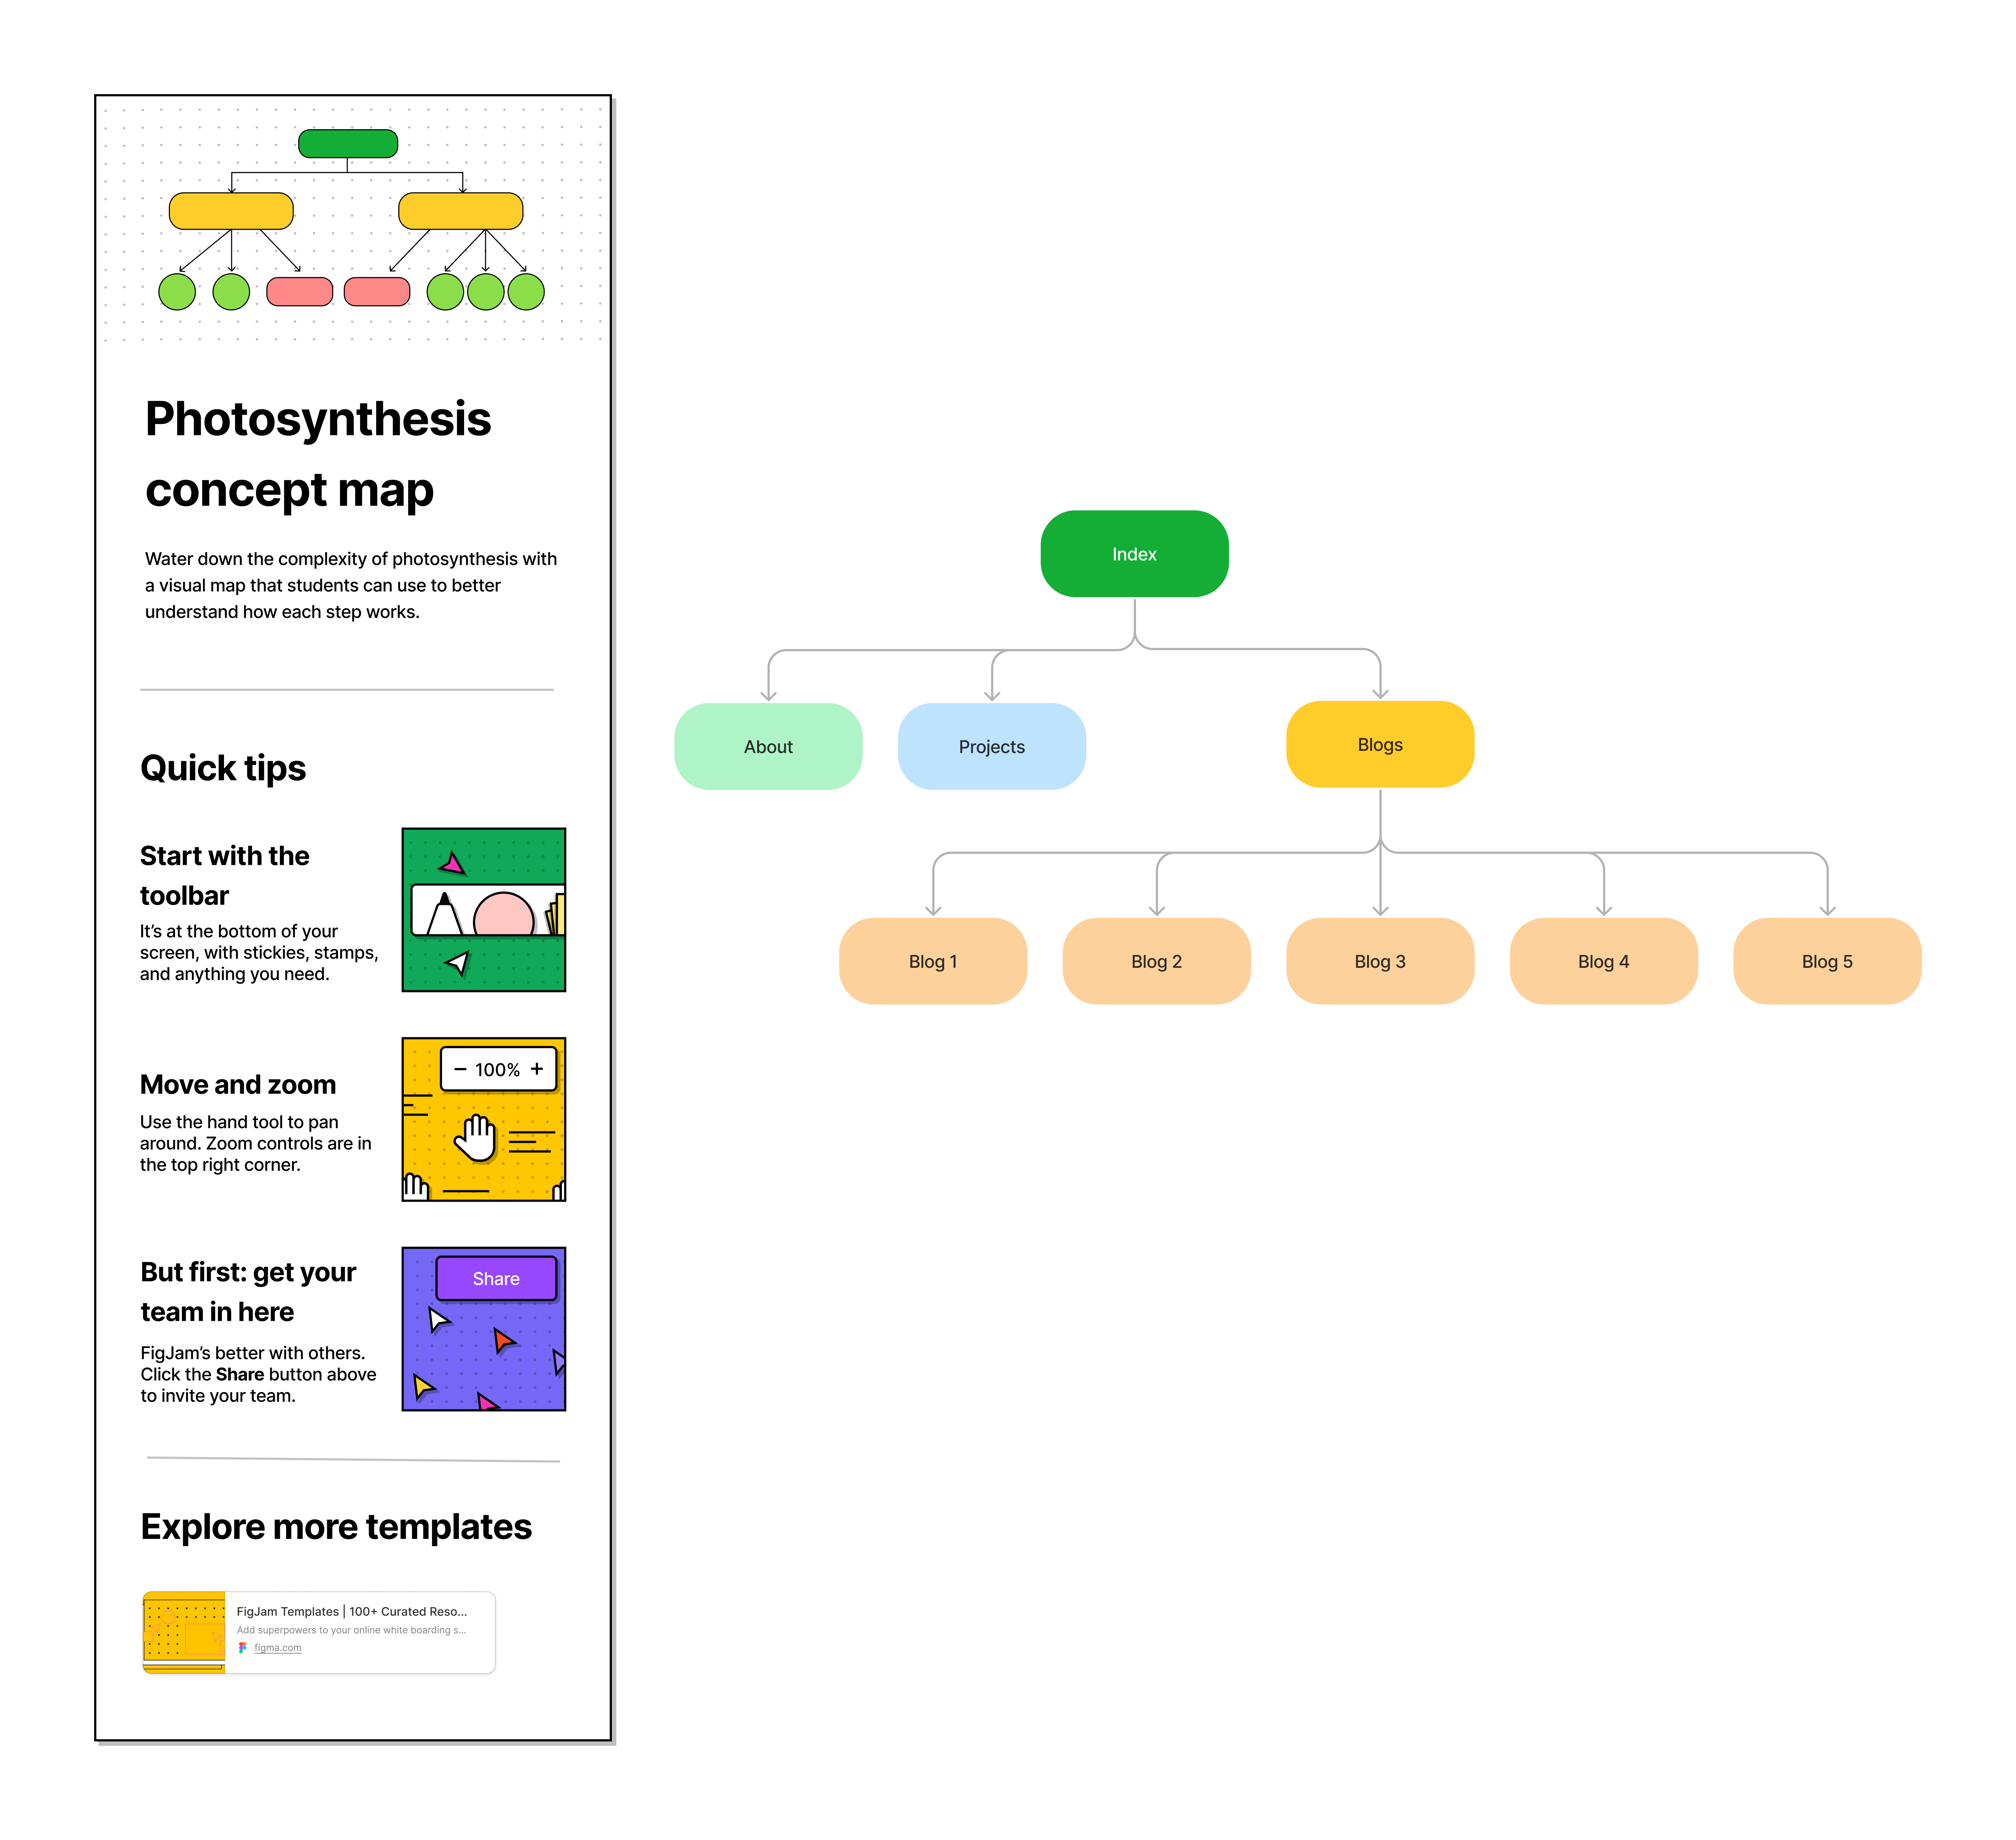 Photosynthesis
concept map
Water down the complexity of photosynthesis with
a visual map that students can use to better
understand how each step works.
Quick tips
Start with the
toolbar
It’s at the bottom of your
screen, with stickies, stamps,
and anything you need.
Move and zoom
Use the hand tool to pan
around. Zoom controls are in
the top right corner.
− 100% +
But first: get your
team in here
FigJam’s better with others.
Click the Share button above
to invite your team.
Share
Explore more templates
FigJam Templates | 100+ Curated Reso...
Add superpowers to your online white boarding s...
figma.com
Index
About
Projects
Blogs
Blog 1
Blog 2
Blog 3
Blog 4
Blog 5